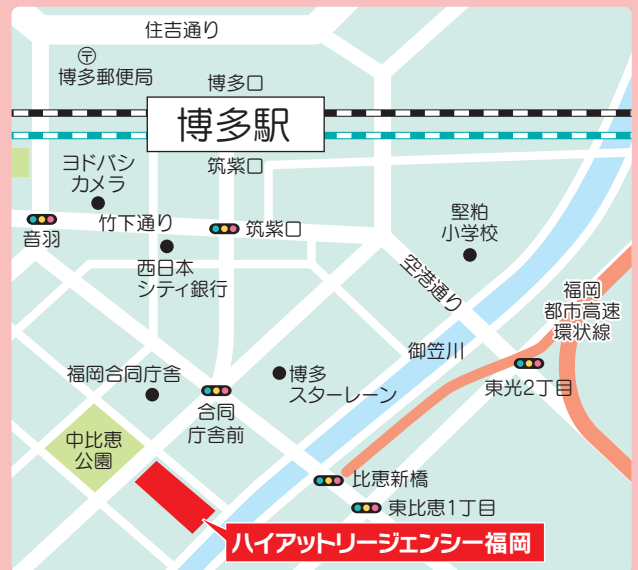 住吉通り
〒
博多郵便局
博多口
博多駅
筑紫口
ヨドバシ
カメラ
竹下通り
音羽
筑紫口
西日本
シティ銀行
堅粕
小学校
空港通り
福岡
都市高速
環状線
御笠川
東光2丁目
福岡合同庁舎
博多
スターレーン
合同
庁舎前
中比恵
公園
比恵新橋
東比恵1丁目
ハイアットリージェンシー福岡